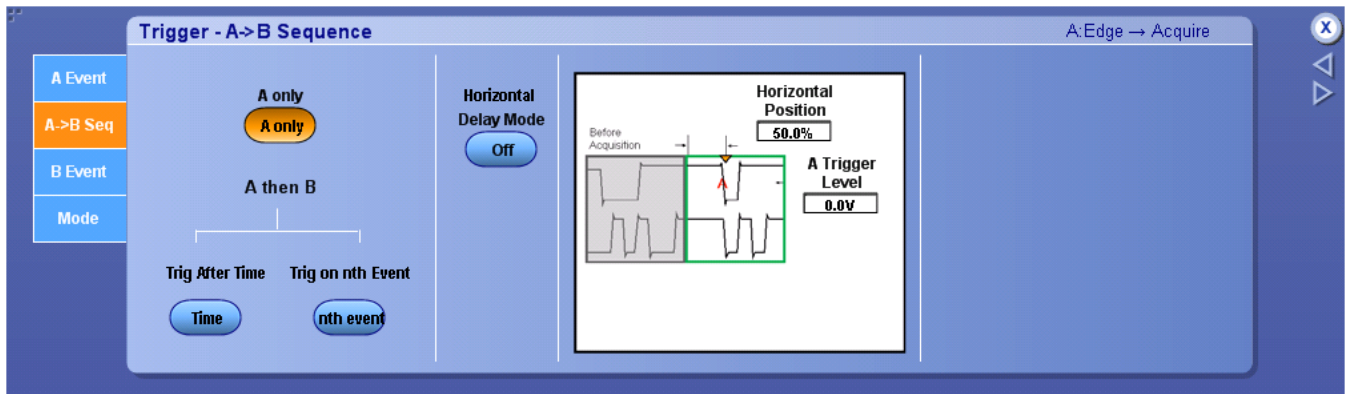 Trigger - A->B Sequence
A:Edge → Acquire
X
A Event
A->B Seq
B Event
Mode
A only
A only
A then B
Trig After Time
Trig on nth Event
Time
nth event
Horizontal
Delay Mode
Off
Before
Acquisition
A
Horizontal
Position
50.0%
A Trigger
Level
0.0V